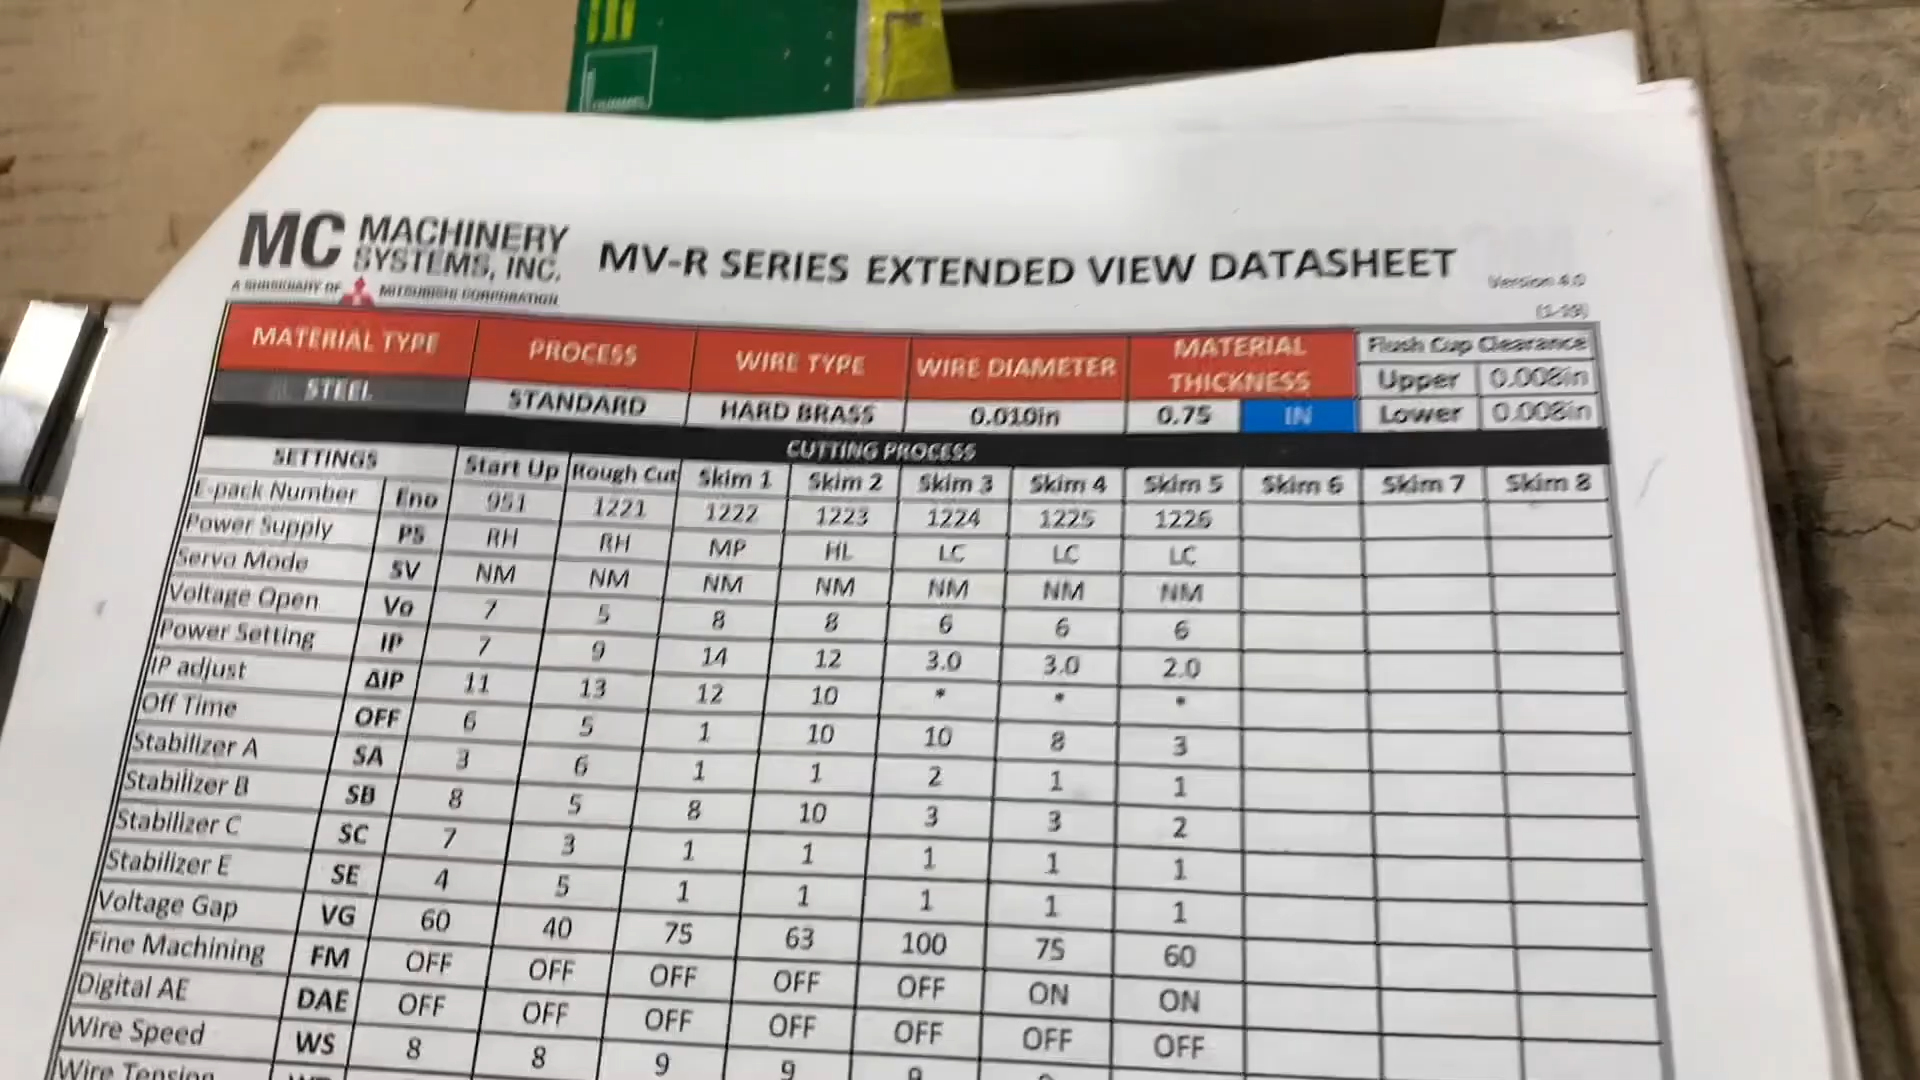 MC MACHINERY SYSTEMS, INC.
A SUBSIDIARY OF MITSUBISHI CORPORATION
MV-R SERIES EXTENDED VIEW DATASHEET
Version 4.0
MATERIAL TYPE PROCESS WIRE TYPE WIRE DIAMETER MATERIAL THICKNESS Flush Cup Clearance
Upper 0.008in
STEEL STANDARD HARD BRASS 0.010in 0.75 IN Lower 0.008in
CUTTING PROCESS
SETTINGS Start Up Rough Cut Skim 1 Skim 2 Skim 3 Skim 4 Skim 5 Skim 6 Skim 7 Skim 8
E-pack Number Eno 951 1221 1222 1223 1224 1225 1226
Power Supply PS RH RH MP HL LC LC LC
Servo Mode SV NM NM NM NM NM NM NM
Voltage Open Vo 7 5 8 8 6 6 6
Power Setting IP 7 9 14 12 3.0 3.0 2.0
IP adjust ΔIP 11 13 12 10 * * *
Off Time OFF 6 5 1 10 10 8 3
Stabilizer A SA 3 6 1 1 2 1 1
Stabilizer B SB 8 5 8 10 3 3 2
Stabilizer C SC 7 3 1 1 1 1 1
Stabilizer E SE 4 5 1 1 1 1 1
Voltage Gap VG 60 40 75 63 100 75 60
Fine Machining FM OFF OFF OFF OFF OFF ON ON
Digital AE DAE OFF OFF OFF OFF OFF OFF OFF
Wire Speed WS 8 8 9 9 9
Wire Tension